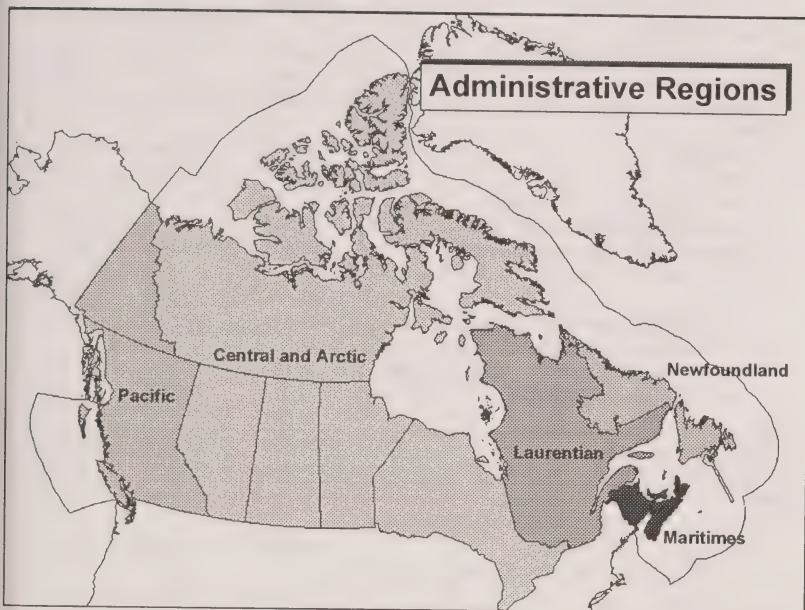 Administrative Regions
Newfoundland
Central and Arctic
Pacific
Laurentian
Maritimes